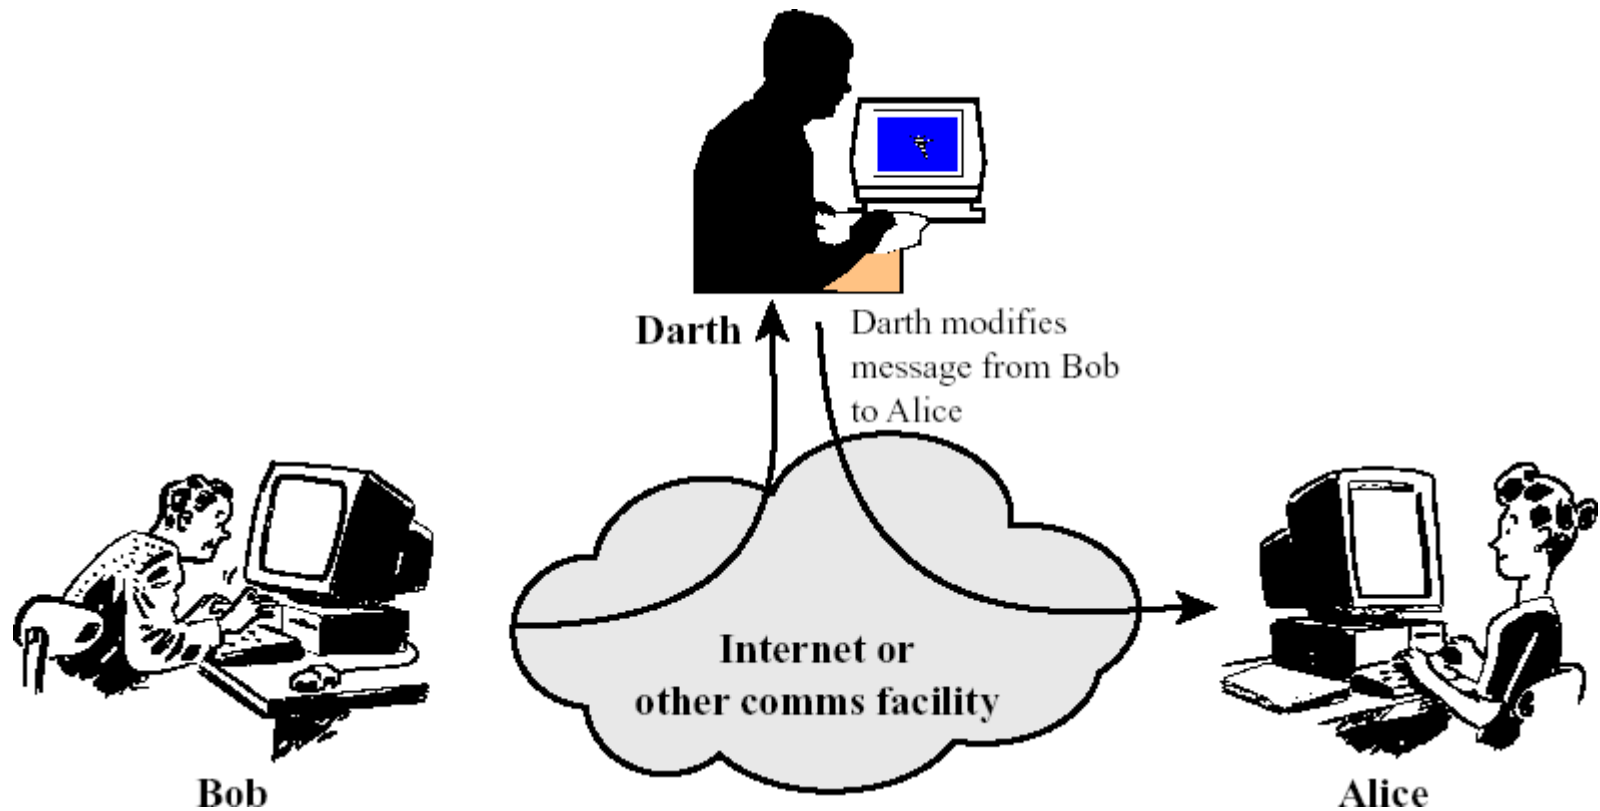 Darth
Darth modifies
message from Bob
to Alice
Internet or
other comms facility
Bob
Alice